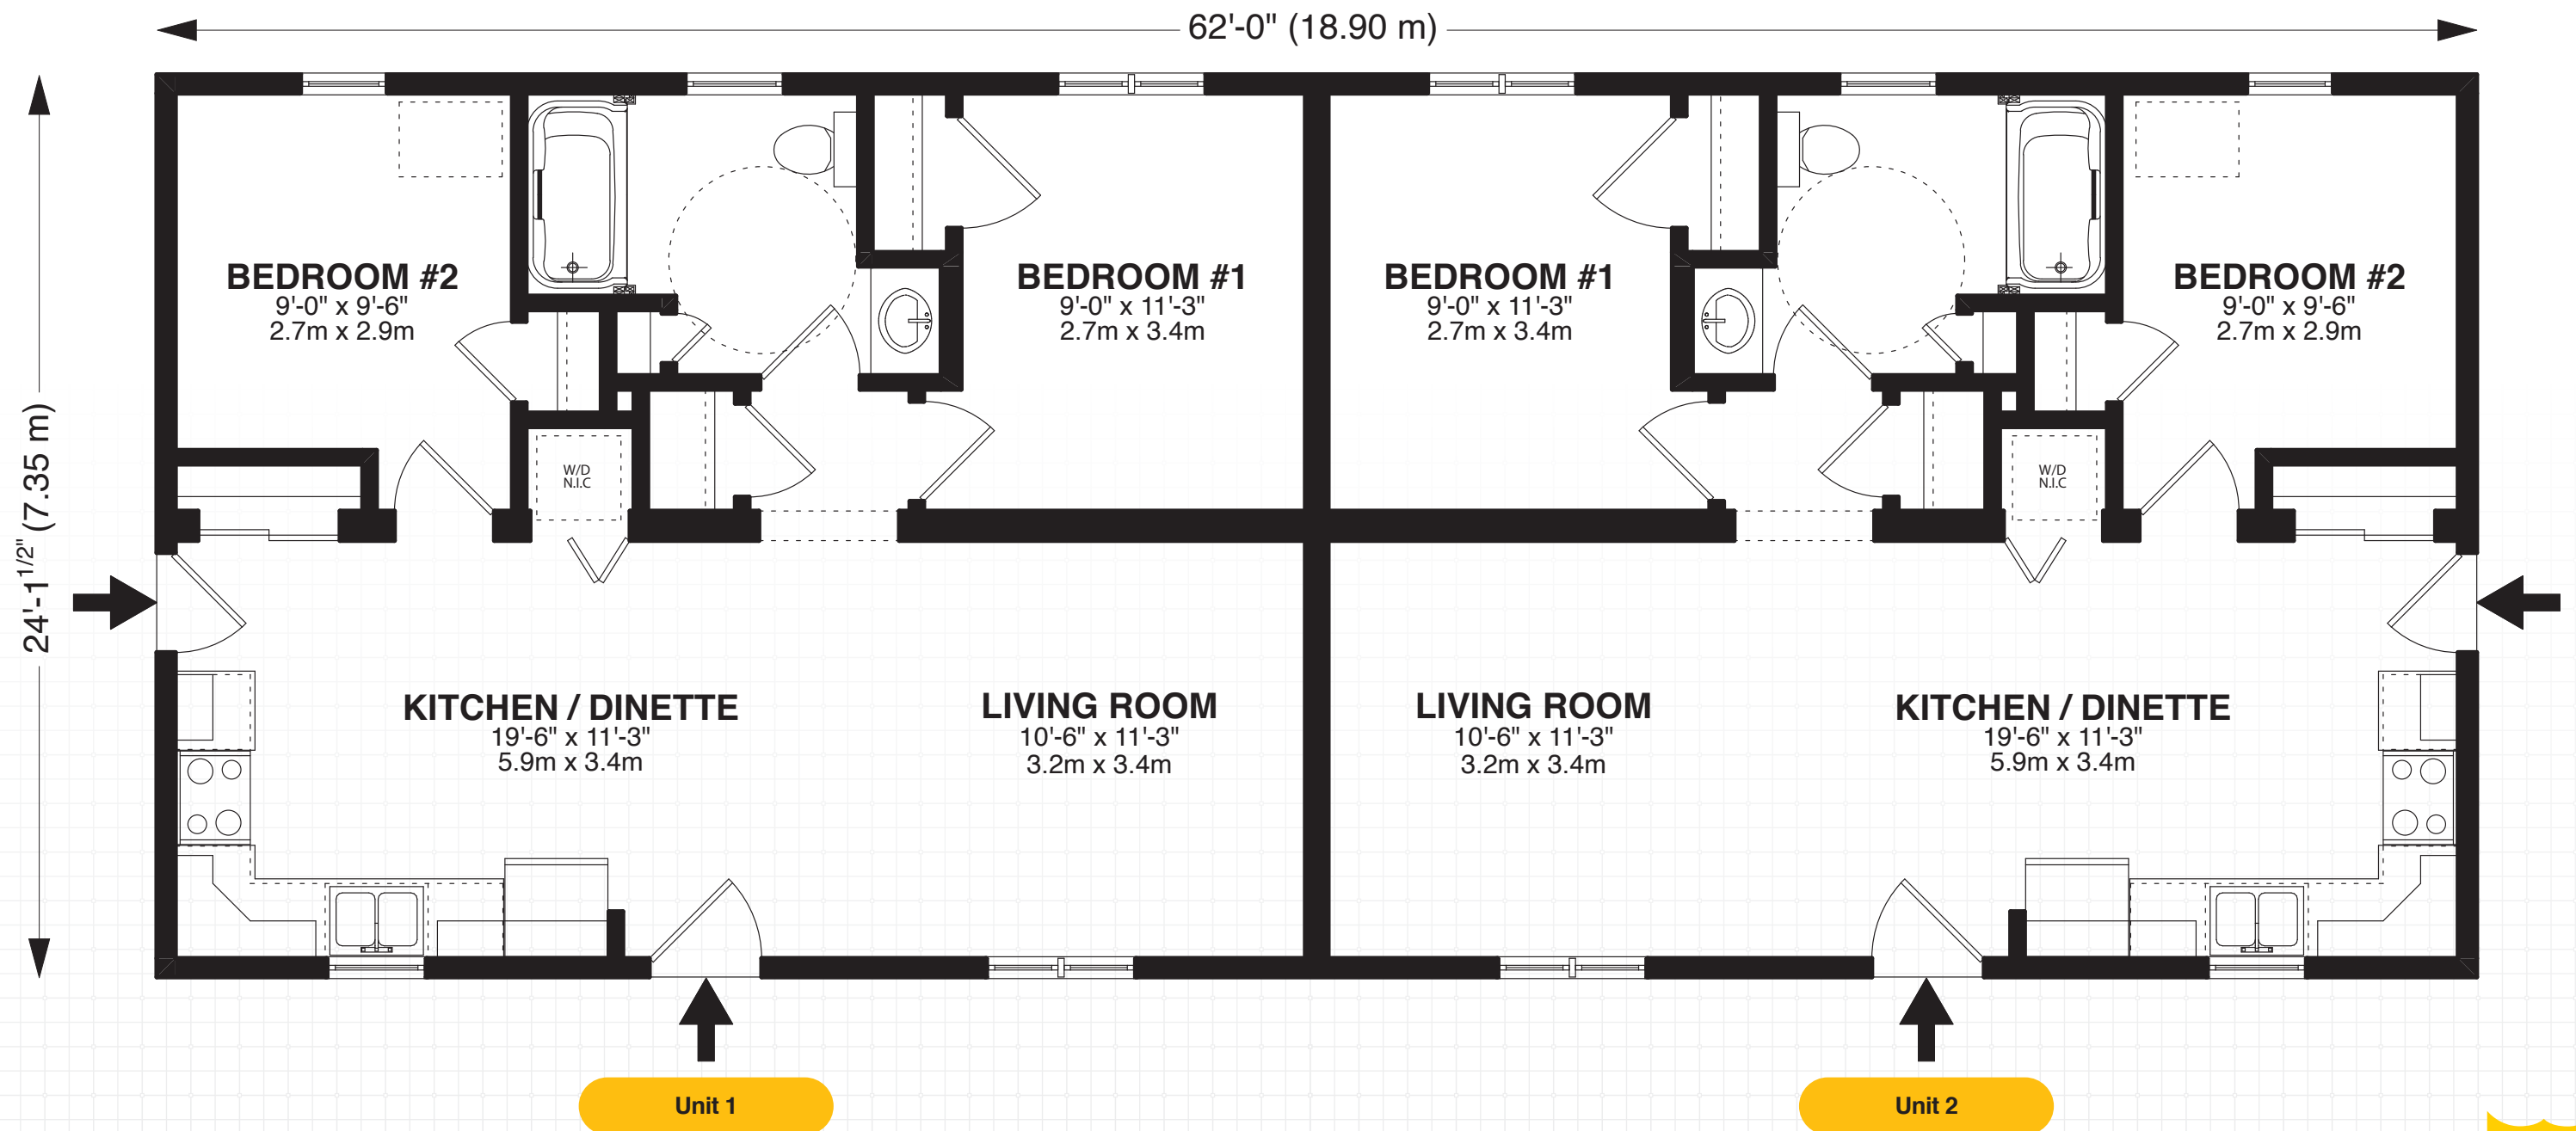 62'-0" (18.90 m)
24'-1 1/2" (7.35 m)
BEDROOM #2
9'-0" x 9'-6"
2.7m x 2.9m
BEDROOM #1
9'-0" x 11'-3"
2.7m x 3.4m
BEDROOM #1
9'-0" x 11'-3"
2.7m x 3.4m
BEDROOM #2
9'-0" x 9'-6"
2.7m x 2.9m
W/D
N.I.C
W/D
N.I.C
KITCHEN / DINETTE
19'-6" x 11'-3"
5.9m x 3.4m
LIVING ROOM
10'-6" x 11'-3"
3.2m x 3.4m
LIVING ROOM
10'-6" x 11'-3"
3.2m x 3.4m
KITCHEN / DINETTE
19'-6" x 11'-3"
5.9m x 3.4m
Unit 1
Unit 2